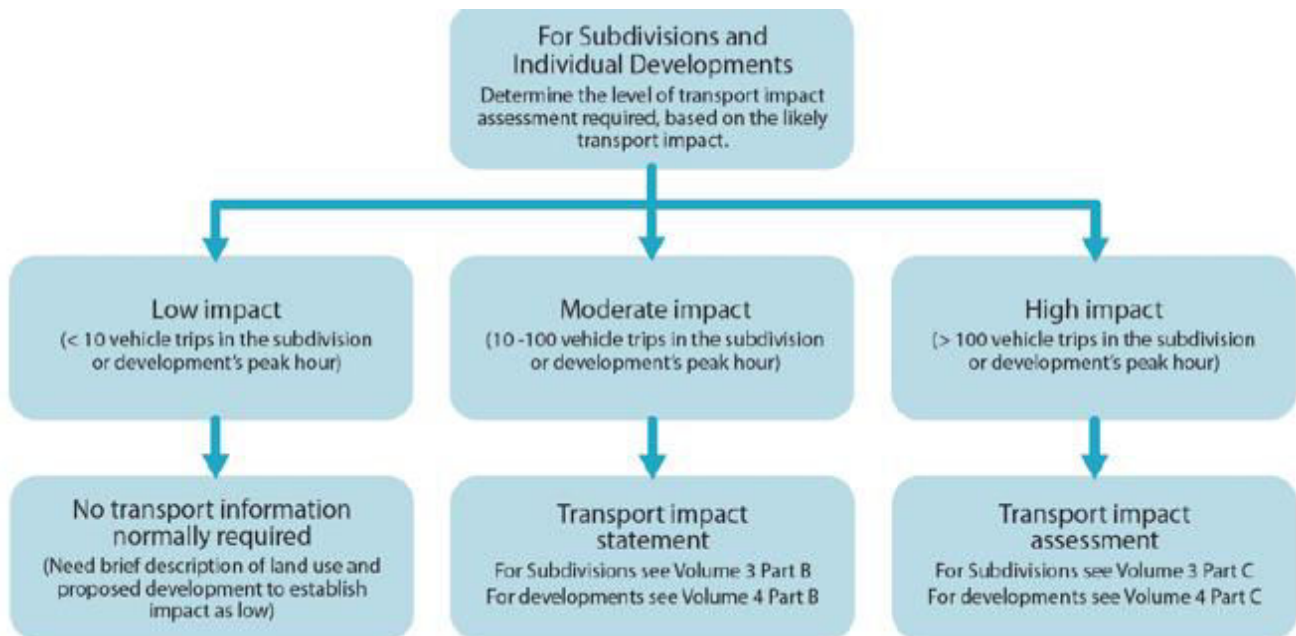 For Subdivisions and
Individual Developments
Determine the level of transport impact
assessment required, based on the likely
transport impact.
Low impact
(< 10 vehicle trips in the subdivision
or development's peak hour)
Moderate impact
(10 -100 vehicle trips in the subdivision
or development's peak hour)
High impact
(> 100 vehicle trips in the subdivision
or development's peak hour)
No transport information
normally required
(Need brief description of land use and
proposed development to establish
impact as low)
Transport impact
statement
For Subdivisions see Volume 3 Part B
For developments see Volume 4 Part B
Transport impact
assessment
For Subdivisions see Volume 3 Part C
For developments see Volume 4 Part C